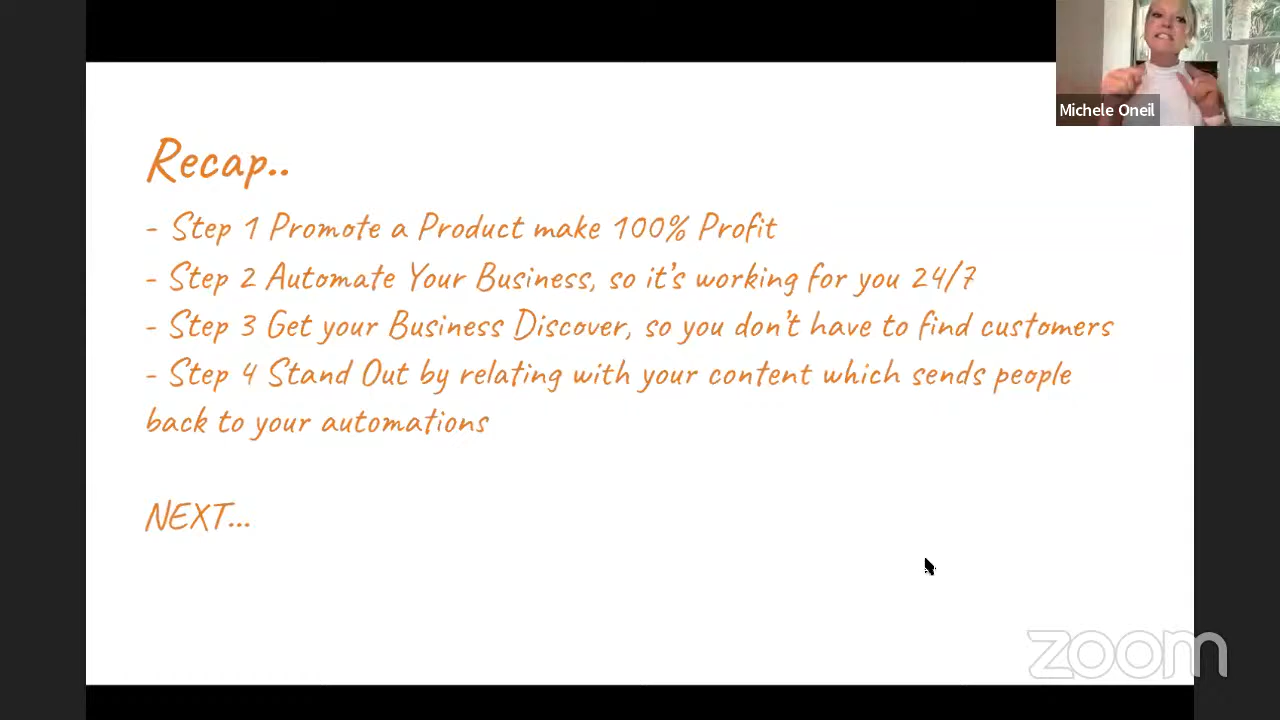 Michele Oneil
Recap..
- Step 1 Promote a Product make 100% Profit
- Step 2 Automate Your Business, so it's working for you 24/7
- Step 3 Get your Business Discover, so you don't have to find customers
- Step 4 Stand Out by relating with your content which sends people
back to your automations
NEXT...
zoom